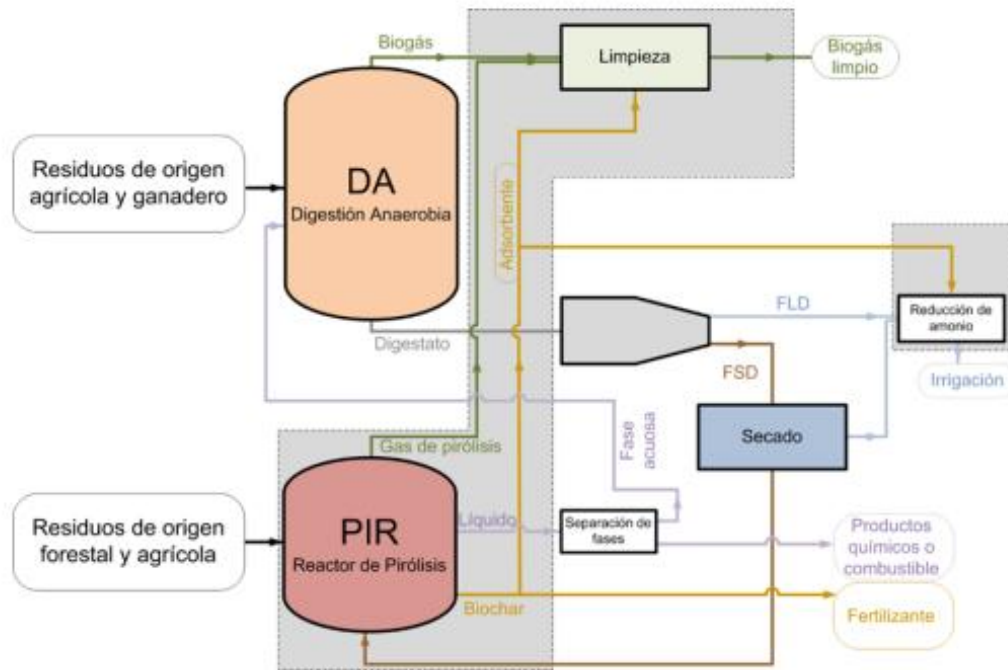 Biogás
Limpieza
Biogás
limpio
Residuos de origen
agrícola y ganadero
DA
Digestión Anaerobia
Adsorbente
Digestato
FLD
FSD
Reducción de
amonio
Irrigación
Secado
Gas de pirólisis
Fase
acuosa
Residuos de origen
forestal y agrícola
PIR
Reactor de Pirólisis
Líquido
Separación de
fases
Productos
químicos o
combustible
Biochar
Fertilizante